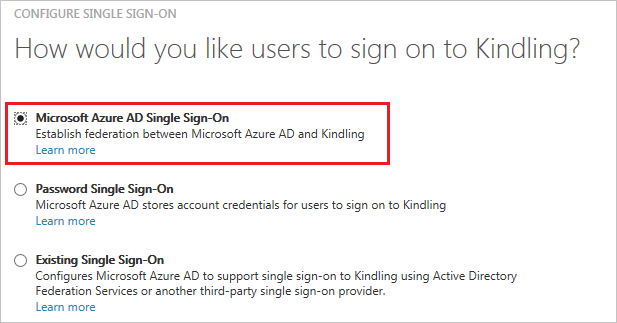 CONFIGURE SINGLE SIGN-ON
How would you like users to sign on to Kindling?
Microsoft Azure AD Single Sign-On
Establish federation between Microsoft Azure AD and Kindling
Learn more
Password Single Sign-On
Microsoft Azure AD stores account credentials for users to sign on to Kindling
Learn more
Existing Single Sign-On
Configures Microsoft Azure AD to support single sign-on to Kindling using Active Directory
Federation Services or another third-party single sign-on provider.
Learn more